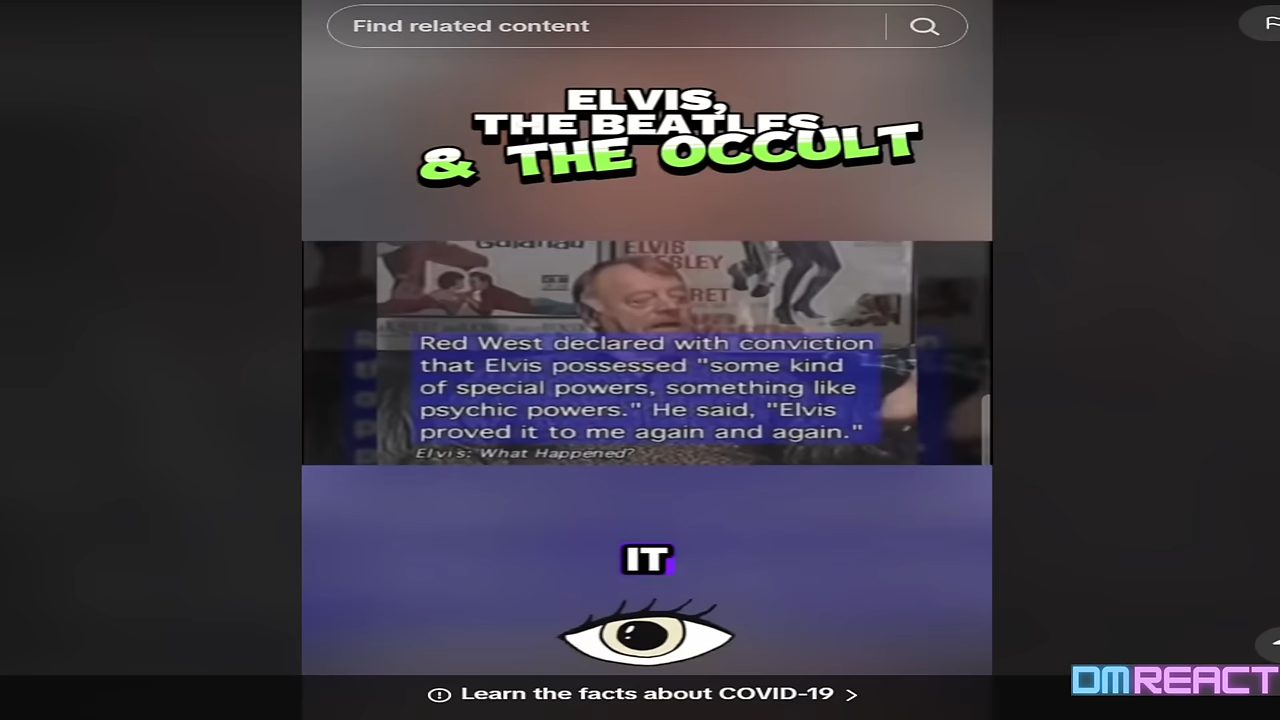 Find related content
ELVIS,
THE BEATLES
& THE OCCULT
ELVIS
RET
Red West declared with conviction
that Elvis possessed "some kind
of special powers, something like
psychic powers." He said, "Elvis
proved it to me again and again."
Elvis: What Happened?
IT,
Learn the facts about COVID-19 >
DMREACT